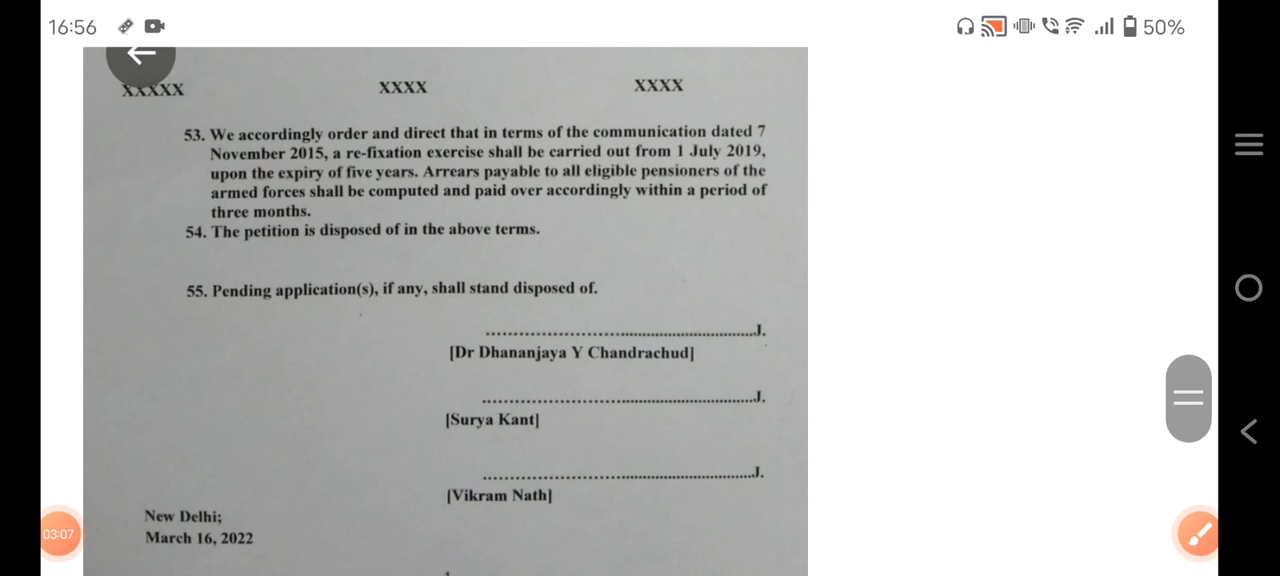 16:56
50%
XXXXX XXXX XXXX
53. We accordingly order and direct that in terms of the communication dated 7
November 2015, a re-fixation exercise shall be carried out from 1 July 2019,
upon the expiry of five years. Arrears payable to all eligible pensioners of the
armed forces shall be computed and paid over accordingly within a period of
three months.
54. The petition is disposed of in the above terms.
55. Pending application(s), if any, shall stand disposed of.
............................................................J.
[Dr Dhananjaya Y Chandrachud]
............................................................J.
[Surya Kant]
............................................................J.
[Vikram Nath]
New Delhi;
March 16, 2022
03:07